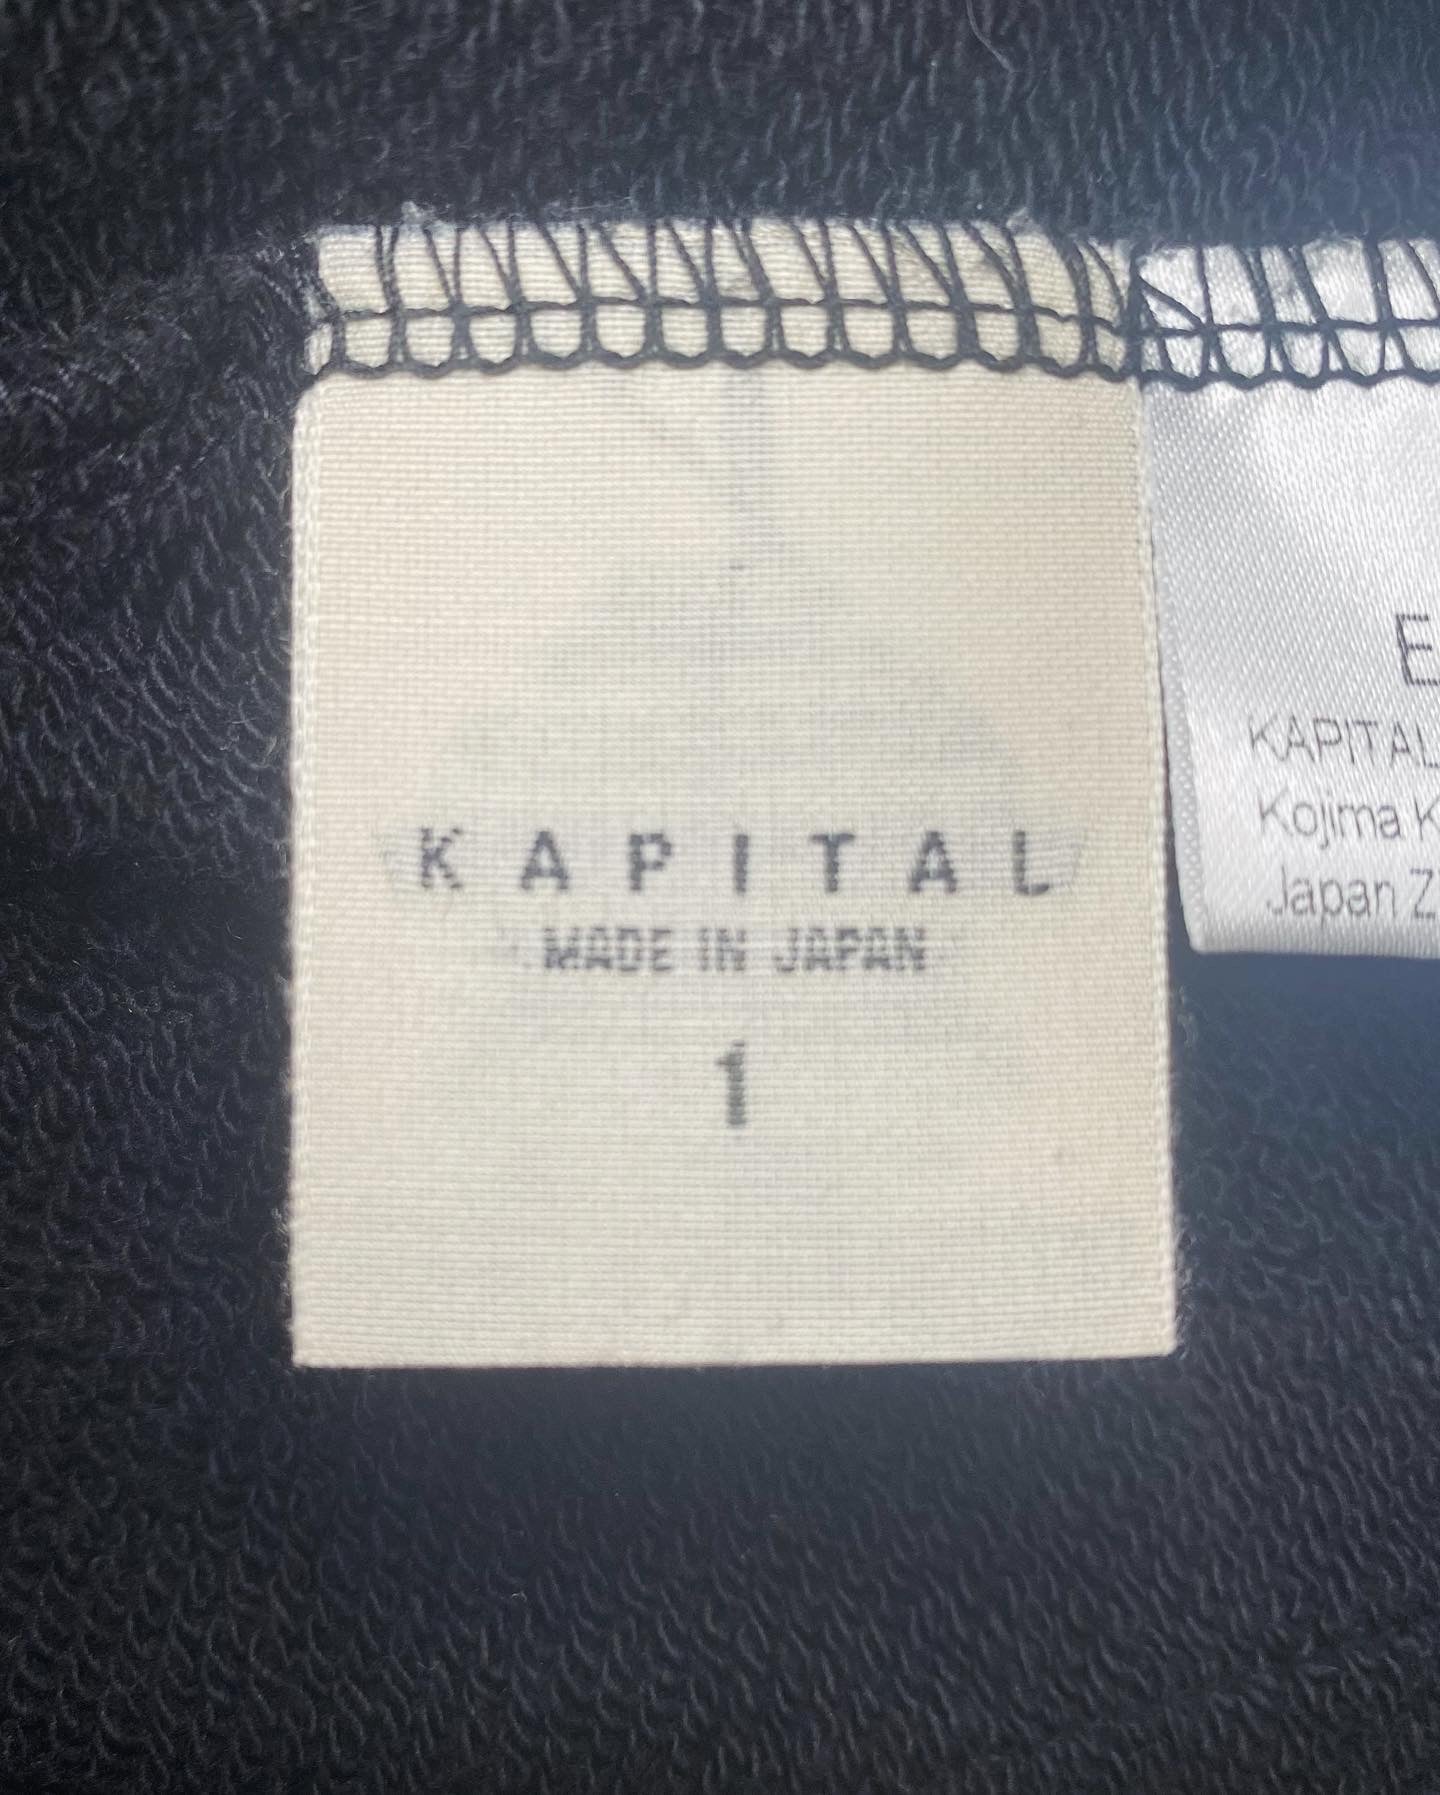 KAPITAL
MADE IN JAPAN
1
E
KAPITAL
Kojima K
Japan Z